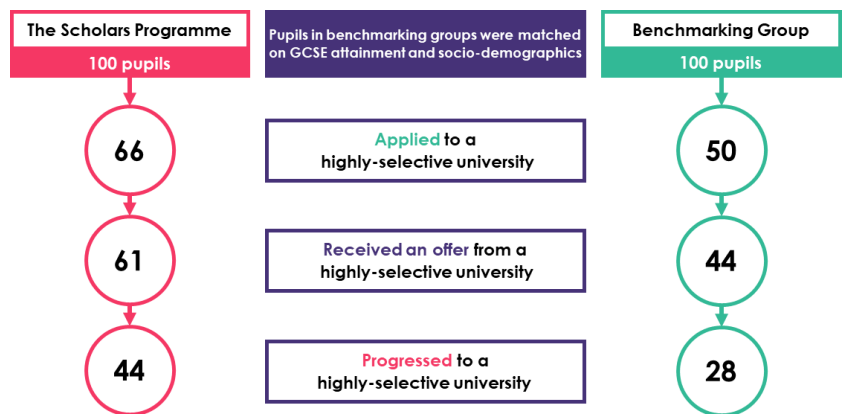 The Scholars Programme
100 pupils
Pupils in benchmarking groups were matched
on GCSE attainment and socio-demographics
Benchmarking Group
100 pupils
66
Applied to a
highly-selective university
50
61
Received an offer from a
highly-selective university
44
44
Progressed to a
highly-selective university
28